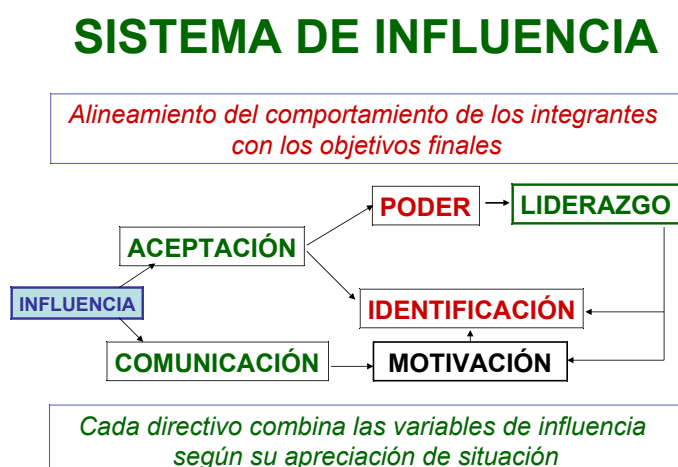 SISTEMA DE INFLUENCIA
Alineamiento del comportamiento de los integrantes
con los objetivos finales
PODER
LIDERAZGO
ACEPTACIÓN
INFLUENCIA
IDENTIFICACIÓN
COMUNICACIÓN
MOTIVACIÓN
Cada directivo combina las variables de influencia
según su apreciación de situación